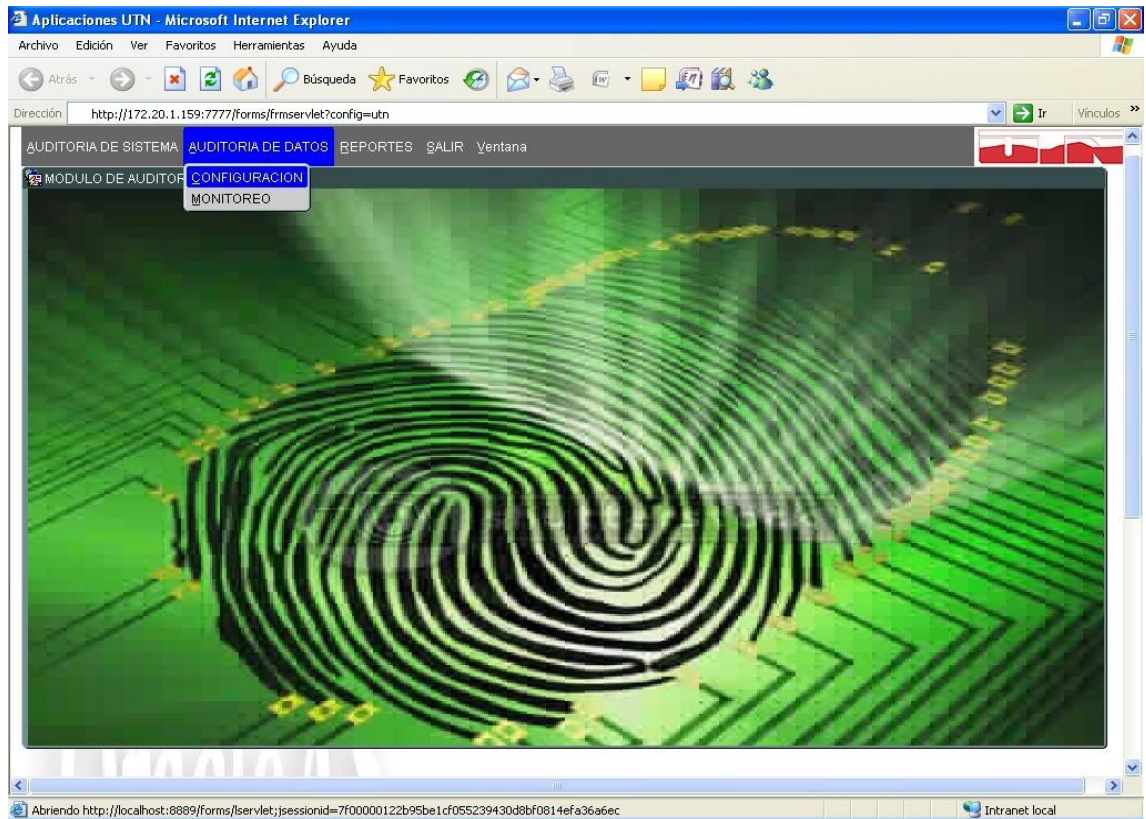 Aplicaciones UTN - Microsoft Internet Explorer
Archivo Edición Ver Favoritos Herramientas Ayuda
Atrás Búsqueda Favoritos
Dirección http://172.20.1.159:7777/forms/frmservlet?config=utn Ir Vínculos »
AUDITORIA DE SISTEMA AUDITORIA DE DATOS REPORTES SALIR Ventana
MODULO DE AUDITOR
CONFIGURACION
MONITOREO
Abriendo http://localhost:8889/forms/lservlet;jsessionid=7f00000122b95be1cf055239430d8bf0814efa36a6ec Intranet local